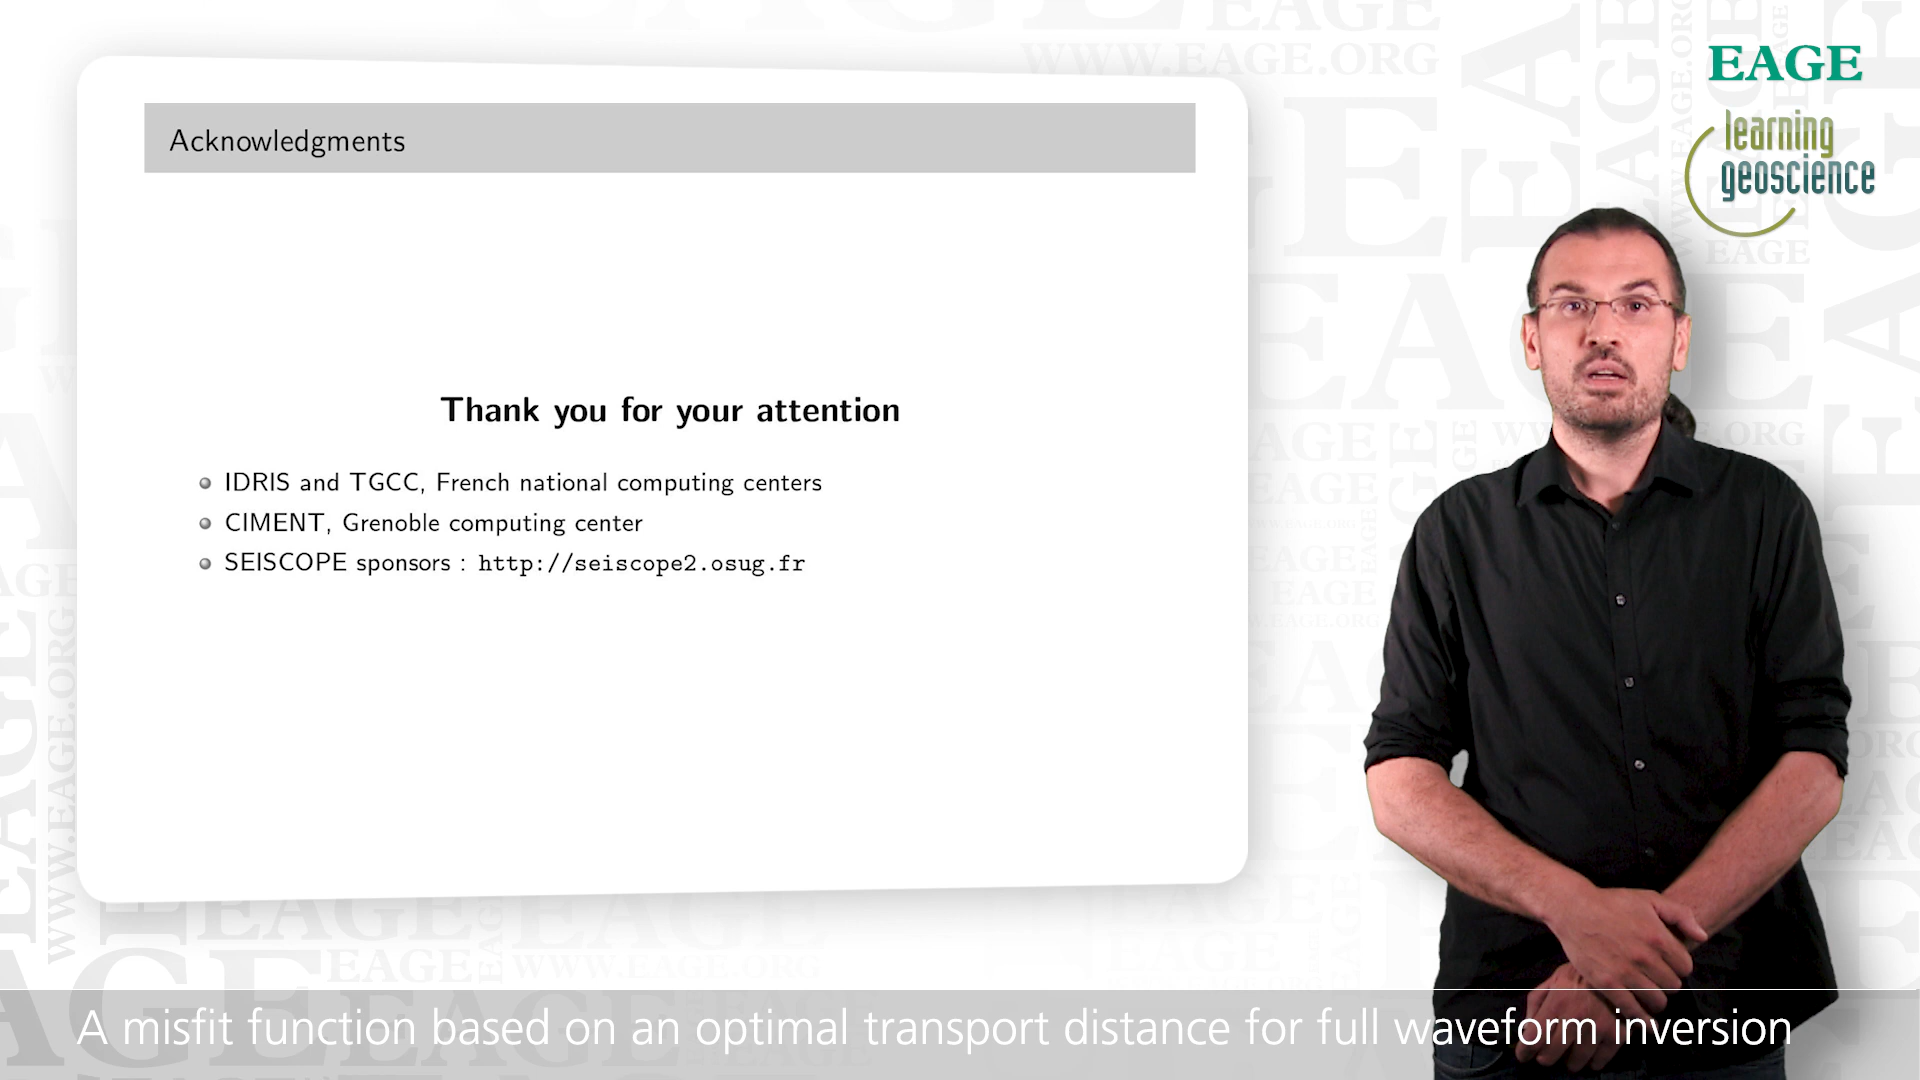 EAGE
learning
geoscience
Acknowledgments
Thank you for your attention
IDRIS and TGCC, French national computing centers
CIMENT, Grenoble computing center
SEISCOPE sponsors : http://seiscope2.osug.fr
A misfit function based on an optimal transport distance for full waveform inversion